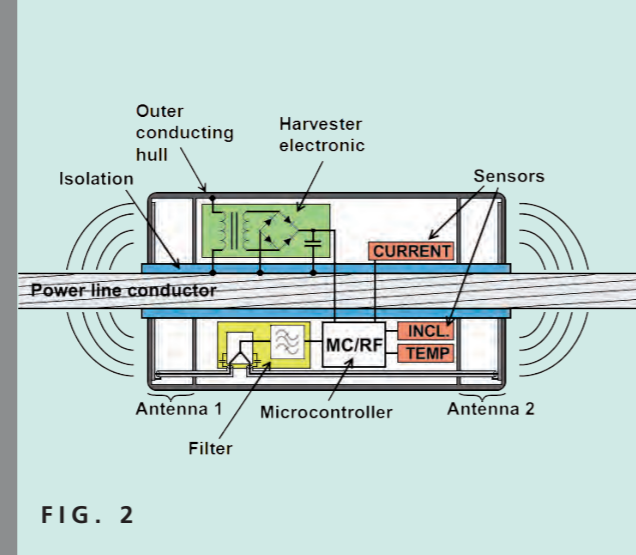 Outer
conducting
hull
Harvester
electronic
Isolation
Sensors
CURRENT
Power line conductor
MC/RF
INCL.
TEMP
Antenna 1
Microcontroller
Antenna 2
Filter
FIG. 2